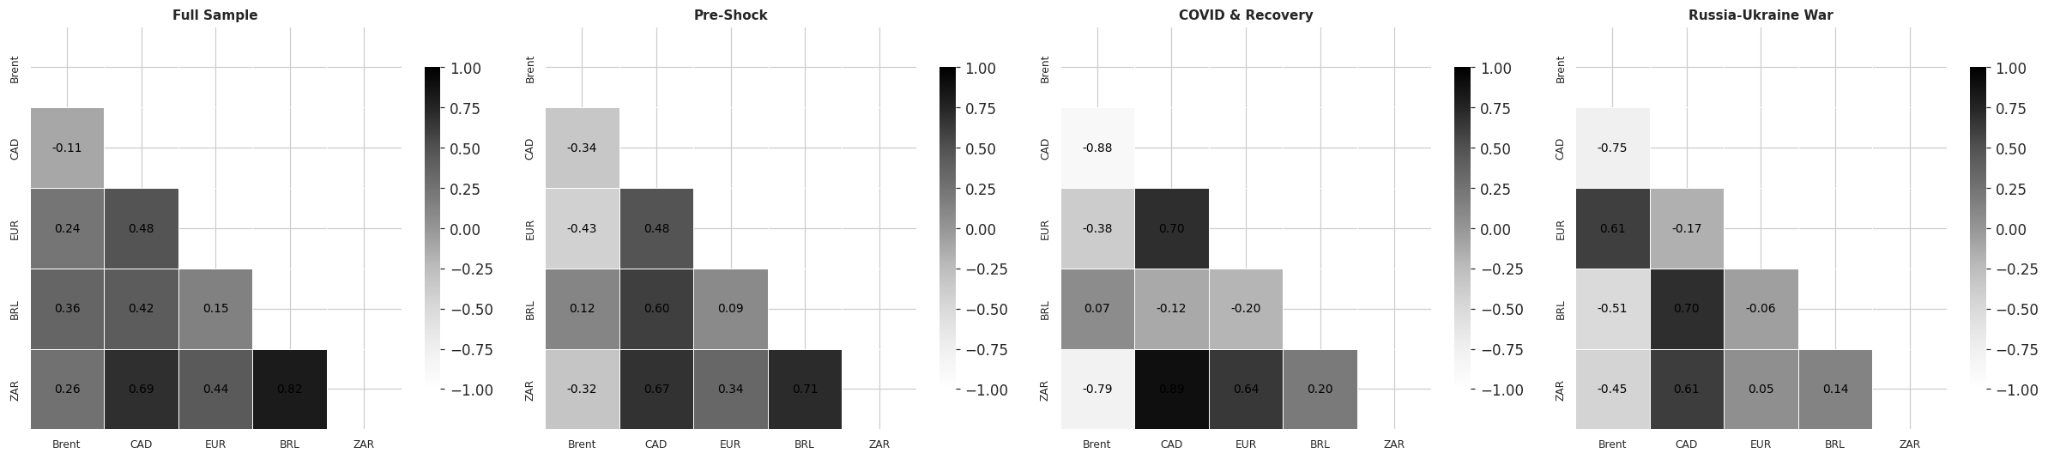 Full Sample
Brent
CAD
EUR
BRL
ZAR
-0.11
0.24 0.48
0.36 0.42 0.15
0.26 0.69 0.44 0.82
Brent CAD EUR BRL ZAR
1.00
0.75
0.50
0.25
0.00
−0.25
−0.50
−0.75
−1.00
Pre-Shock
Brent
CAD
EUR
BRL
ZAR
-0.34
-0.43 0.48
0.12 0.60 0.09
-0.32 0.67 0.34 0.71
Brent CAD EUR BRL ZAR
1.00
0.75
0.50
0.25
0.00
−0.25
−0.50
−0.75
−1.00
COVID & Recovery
Brent
CAD
EUR
BRL
ZAR
-0.88
-0.38 0.70
0.07 -0.12 -0.20
-0.79 0.89 0.64 0.20
Brent CAD EUR BRL ZAR
1.00
0.75
0.50
0.25
0.00
−0.25
−0.50
−0.75
−1.00
Russia-Ukraine War
Brent
CAD
EUR
BRL
ZAR
-0.75
0.61 -0.17
-0.51 0.70 -0.06
-0.45 0.61 0.05 0.14
Brent CAD EUR BRL ZAR
1.00
0.75
0.50
0.25
0.00
−0.25
−0.50
−0.75
−1.00